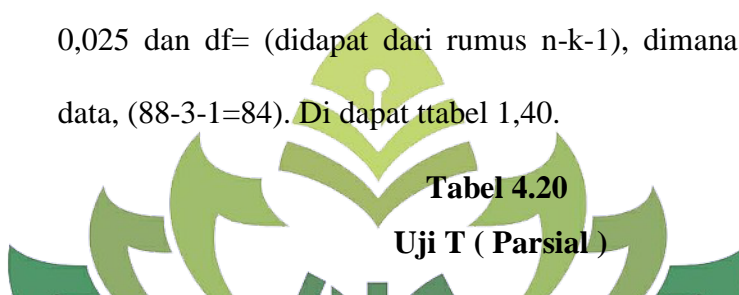 0,025 dan df= (didapat dari rumus n-k-1), dimana
data, (88-3-1=84). Di dapat ttabel 1,40.
Tabel 4.20
Uji T ( Parsial )